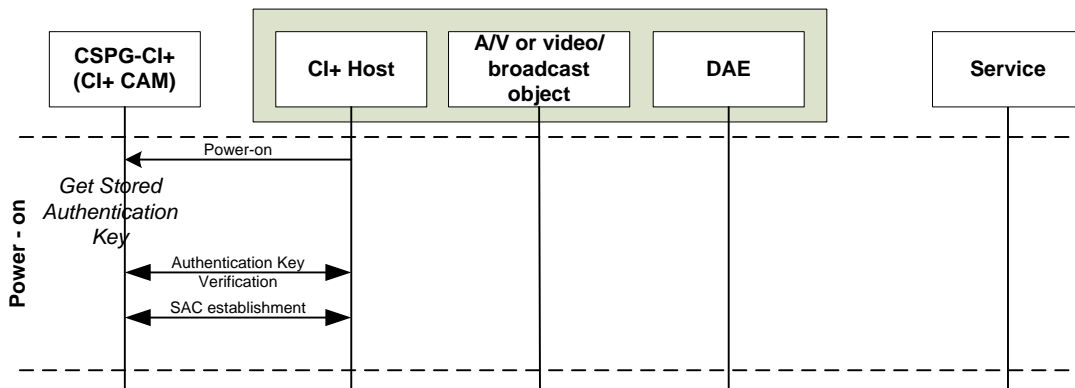 CSPG-CI+
(CI+ CAM)
CI+ Host
A/V or video/
broadcast
object
DAE
Service
Power - on
Power-on
Get Stored
Authentication
Key
Authentication Key
Verification
SAC establishment